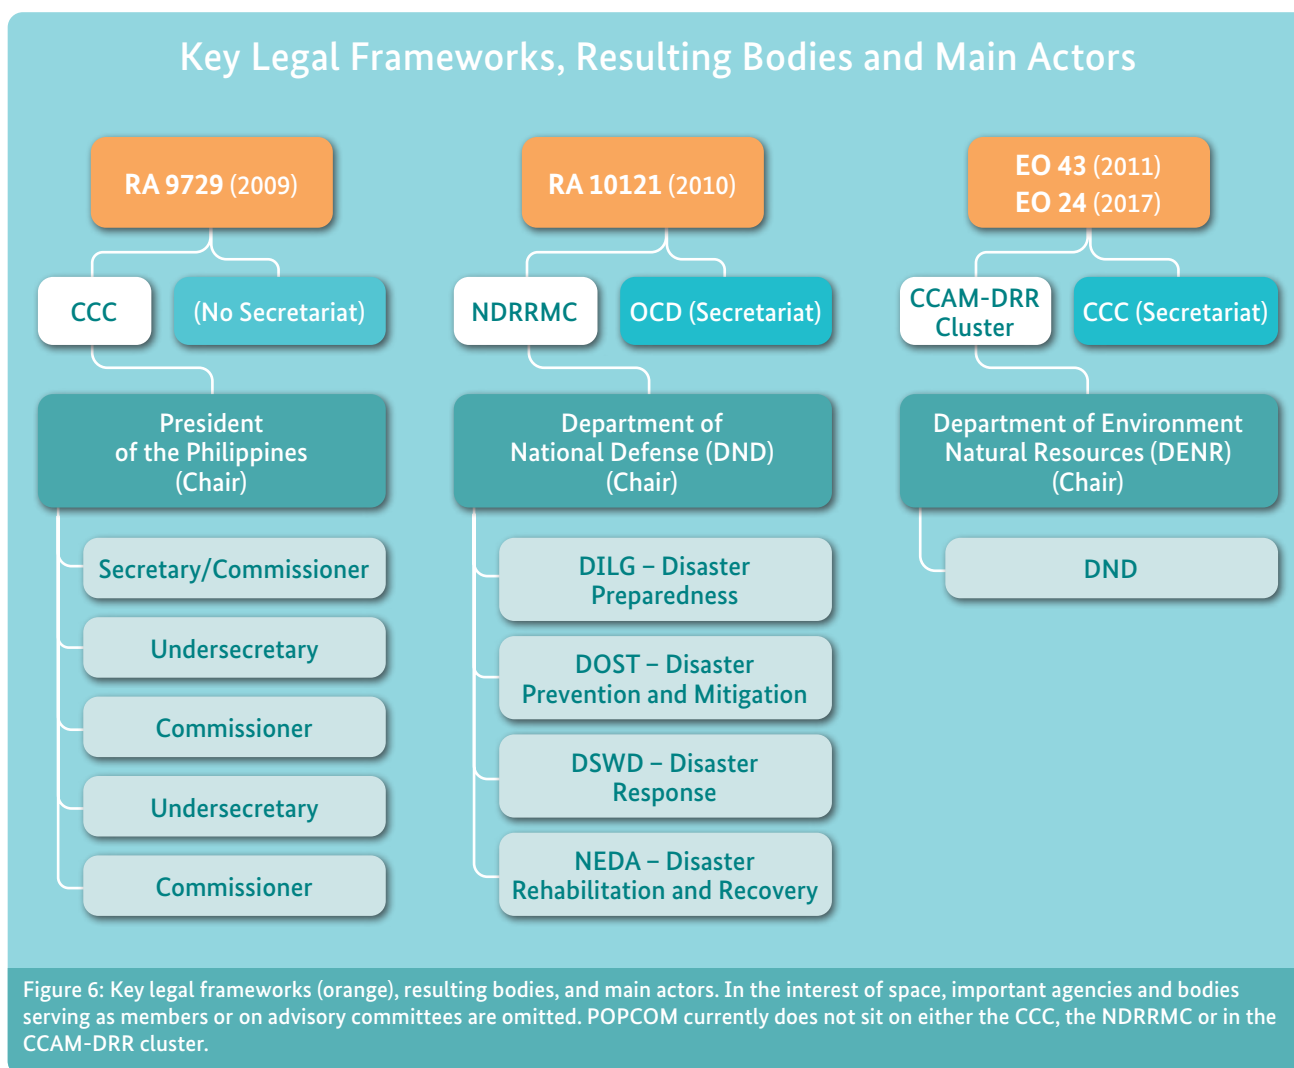 Key Legal Frameworks, Resulting Bodies and Main Actors
RA 9729 (2009)
CCC
(No Secretariat)
President
of the Philippines
(Chair)
Secretary/Commissioner
Undersecretary
Commissioner
Undersecretary
Commissioner
RA 10121 (2010)
NDRRMC
OCD (Secretariat)
Department of
National Defense (DND)
(Chair)
DILG – Disaster
Preparedness
DOST – Disaster
Prevention and Mitigation
DSWD – Disaster
Response
NEDA – Disaster
Rehabilitation and Recovery
EO 43 (2011)
EO 24 (2017)
CCAM-DRR
Cluster
CCC (Secretariat)
Department of Environment
Natural Resources (DENR)
(Chair)
DND
Figure 6: Key legal frameworks (orange), resulting bodies, and main actors. In the interest of space, important agencies and bodies
serving as members or on advisory committees are omitted. POPCOM currently does not sit on either the CCC, the NDRRMC or in the
CCAM-DRR cluster.